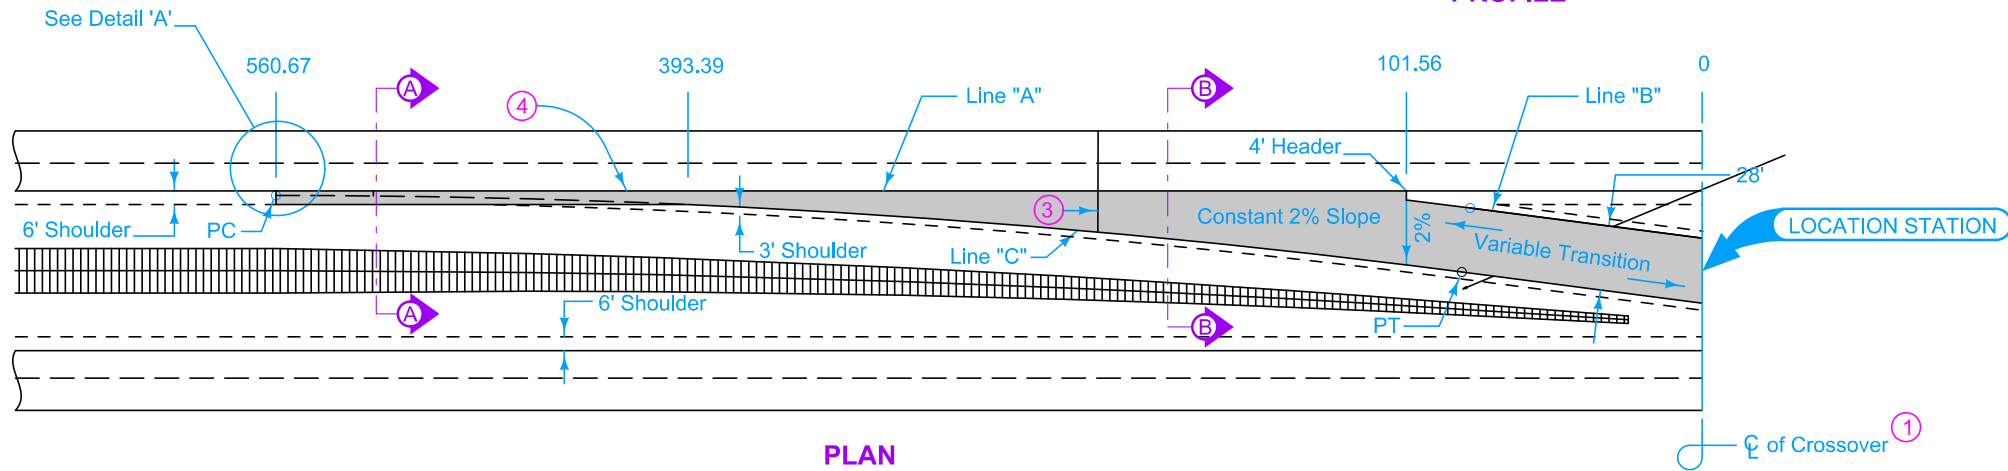 See Detail 'A'
560.67
393.39
101.56
0
A
B
4
Line "A"
Line "B"
4' Header
28'
3
Constant 2% Slope
2%
Variable Transition
LOCATION STATION
6' Shoulder
PC
3' Shoulder
Line "C"
6' Shoulder
A
B
PT
PLAN
℄ of Crossover
1